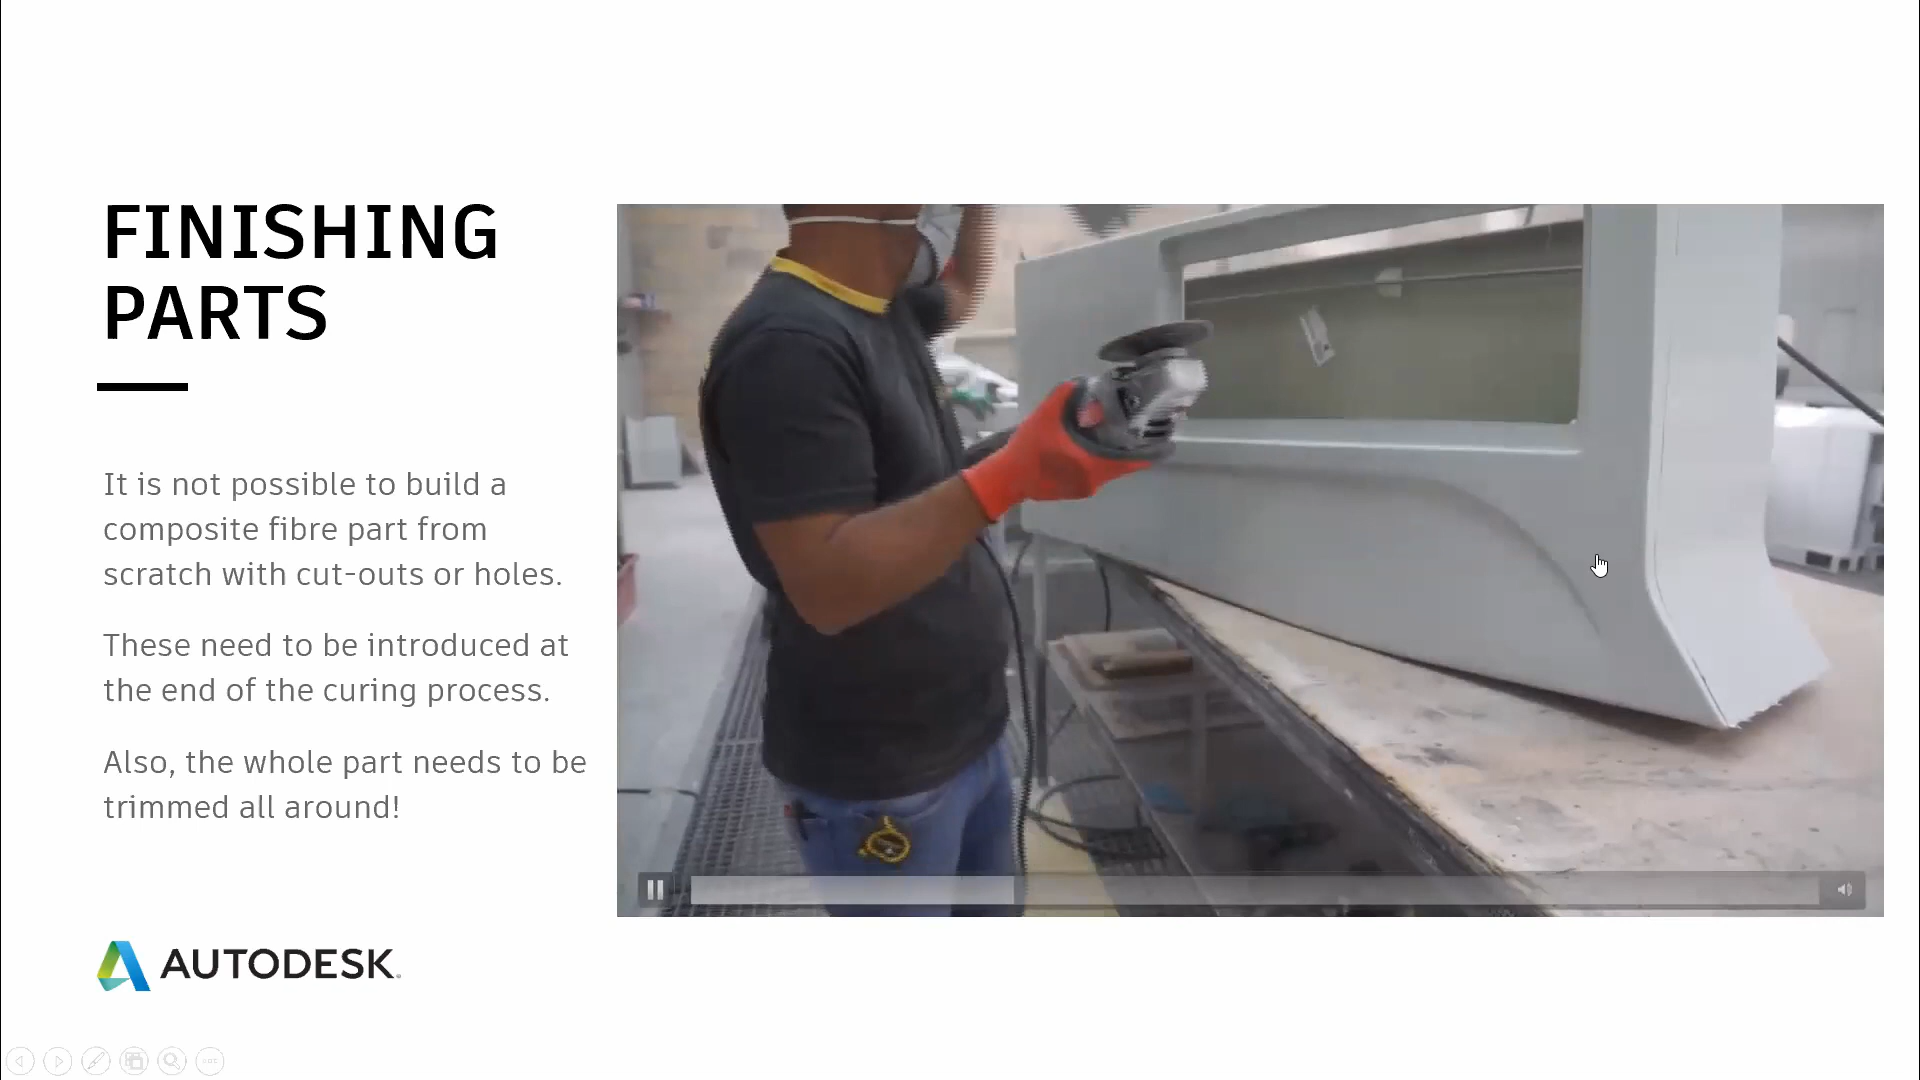 FINISHING
PARTS
It is not possible to build a
composite fibre part from
scratch with cut-outs or holes.
These need to be introduced at
the end of the curing process.
Also, the whole part needs to be
trimmed all around!
AUTODESK.